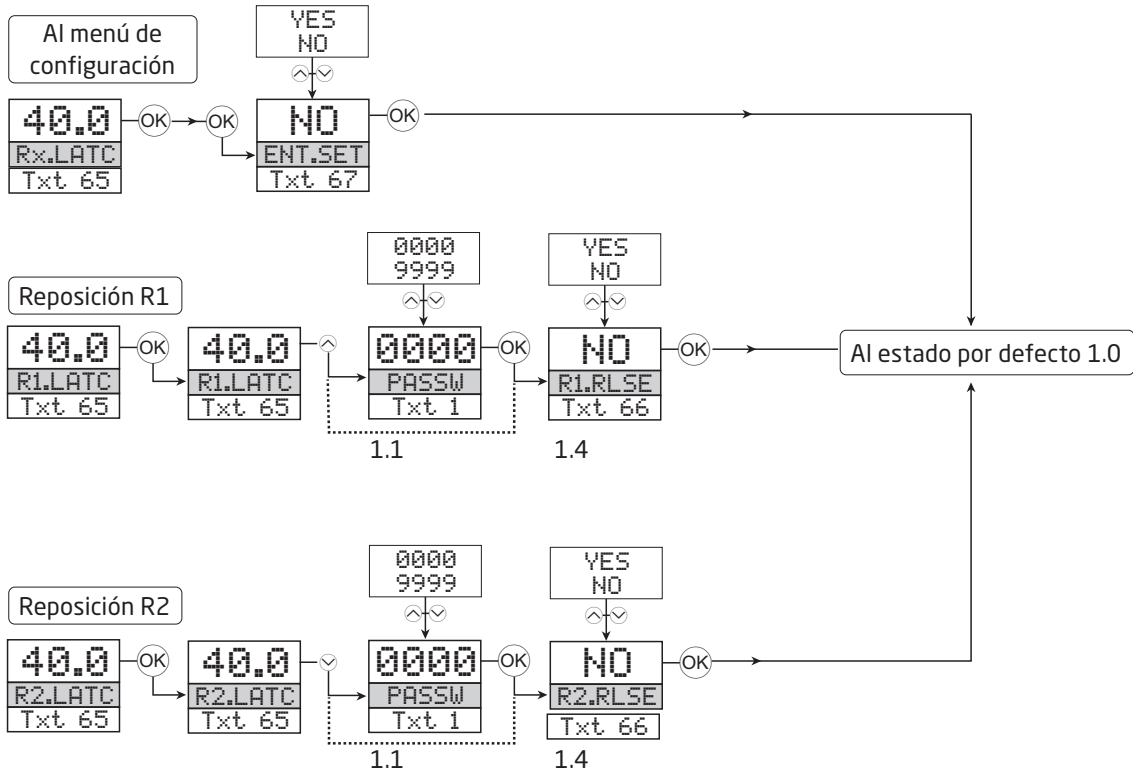 Al menú de
configuración
YES
NO
40.0
Rx.LATC
Txt 65
OK
OK
NO
ENT.SET
Txt 67
OK
Reposición R1
0000
9999
YES
NO
40.0
R1.LATC
Txt 65
OK
40.0
R1.LATC
Txt 65
0000
PASSW
Txt 1
OK
NO
R1.RLSE
Txt 66
OK
1.1
1.4
Al estado por defecto 1.0
Reposición R2
0000
9999
YES
NO
40.0
R2.LATC
Txt 65
OK
40.0
R2.LATC
Txt 65
0000
PASSW
Txt 1
OK
NO
R2.RLSE
Txt 66
OK
1.1
1.4